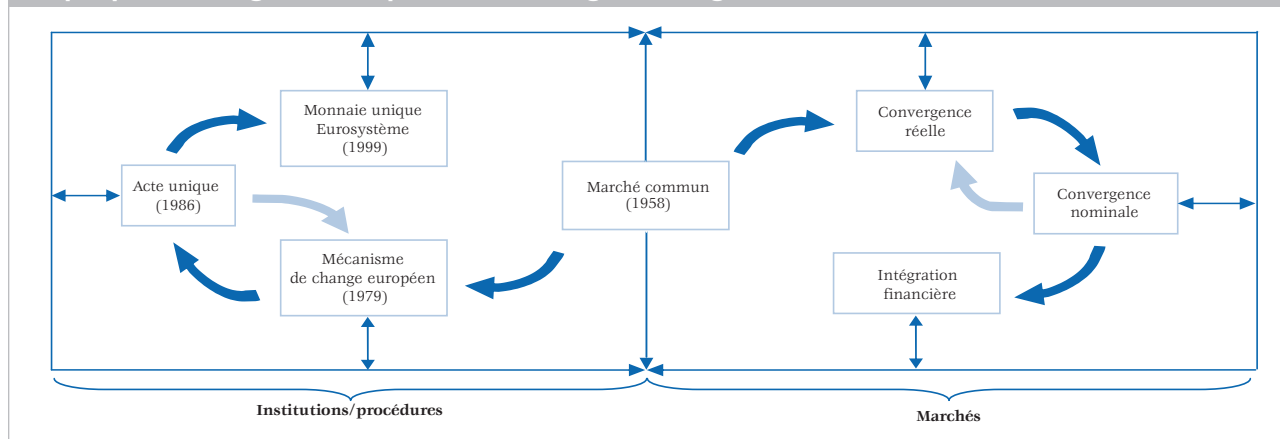 Monnaie unique
Eurosystème
(1999)
Acte unique
(1986)
Mécanisme
de change européen
(1979)
Marché commun
(1958)
Convergence
réelle
Convergence
nominale
Intégration
financière
Institutions/procédures
Marchés